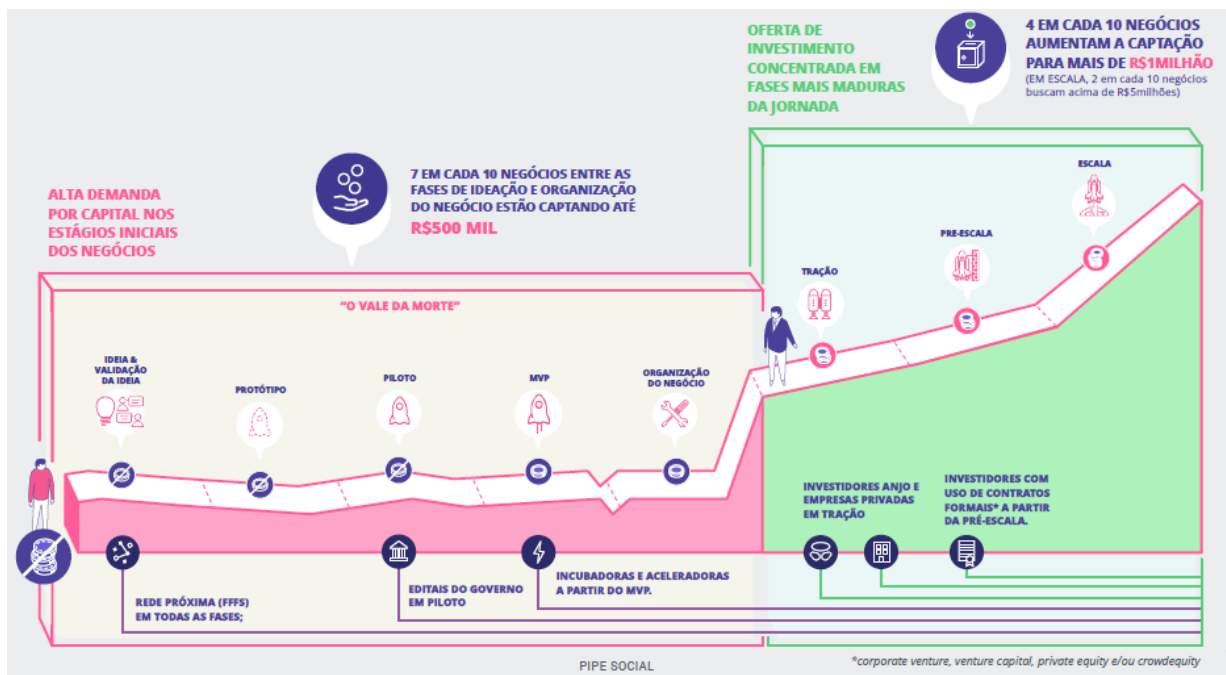 OFERTA DE
INVESTIMENTO
CONCENTRADA EM
FASES MAIS MADURAS
DA JORNADA
4 EM CADA 10 NEGÓCIOS
AUMENTAM A CAPTAÇÃO
PARA MAIS DE R$1MILHÃO
(EM ESCALA, 2 em cada 10 negócios
buscam acima de R$5milhões)
ALTA DEMANDA
POR CAPITAL NOS
ESTÁGIOS INICIAIS
DOS NEGÓCIOS
7 EM CADA 10 NEGÓCIOS ENTRE AS
FASES DE IDEAÇÃO E ORGANIZAÇÃO
DO NEGÓCIO ESTÃO CAPTANDO ATÉ
R$500 MIL
"O VALE DA MORTE"
IDEIA &
VALIDAÇÃO
DA IDEIA
PROTÓTIPO
PILOTO
MVP
ORGANIZAÇÃO
DO NEGÓCIO
TRAÇÃO
PRE-ESCALA
ESCALA
REDE PRÓXIMA (FFFS)
EM TODAS AS FASES;
EDITAIS DO GOVERNO
EM PILOTO
INCUBADORAS E ACELERADORAS
A PARTIR DO MVP.
INVESTIDORES ANJO E
EMPRESAS PRIVADAS
EM TRAÇÃO
INVESTIDORES COM
USO DE CONTRATOS
FORMAIS* A PARTIR
DA PRÉ-ESCALA.
PIPE SOCIAL
*corporate venture, venture capital, private equity e/ou crowdequity